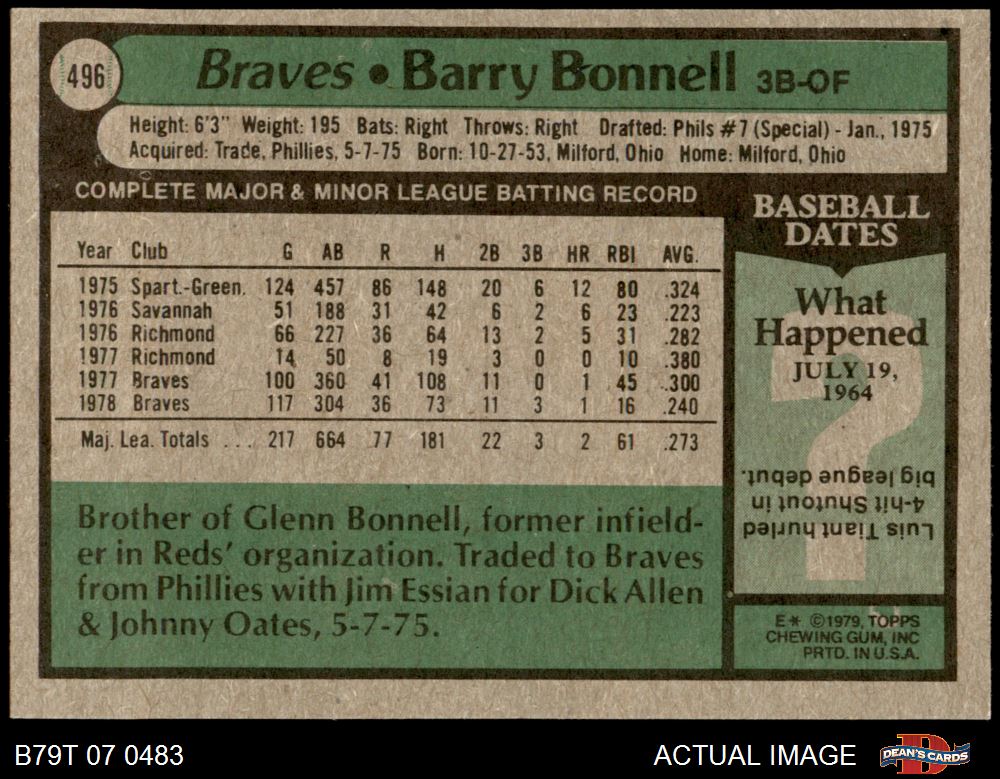 496
Braves • Barry Bonnell 3B-OF
Height: 6'3" Weight: 195 Bats: Right Throws: Right Drafted: Phils #7 (Special) - Jan., 1975
Acquired: Trade, Phillies, 5-7-75 Born: 10-27-53, Milford, Ohio Home: Milford, Ohio
COMPLETE MAJOR & MINOR LEAGUE BATTING RECORD
Year Club G AB R H 2B 3B HR RBI AVG.
1975 Spart.-Green. 124 457 86 148 20 6 12 80 .324
1976 Savannah 51 188 31 42 6 2 6 23 .223
1976 Richmond 66 227 36 64 13 2 5 31 .282
1977 Richmond 14 50 8 19 3 0 0 10 .380
1977 Braves 100 360 41 108 11 0 1 45 .300
1978 Braves 117 304 36 73 11 3 1 16 .240
Maj. Lea. Totals ... 217 664 77 181 22 3 2 61 .273
Brother of Glenn Bonnell, former infield-
er in Reds' organization. Traded to Braves
from Phillies with Jim Essian for Dick Allen
& Johnny Oates, 5-7-75.
BASEBALL
DATES
What
Happened
JULY 19,
1964
?
Luis Tiant hurled
4-hit Shutout in
big league debut.
E* ©1979, TOPPS
CHEWING GUM, INC
PRTD. IN U.S.A.
B79T 07 0483
ACTUAL IMAGE
D
DEAN'S CARDS